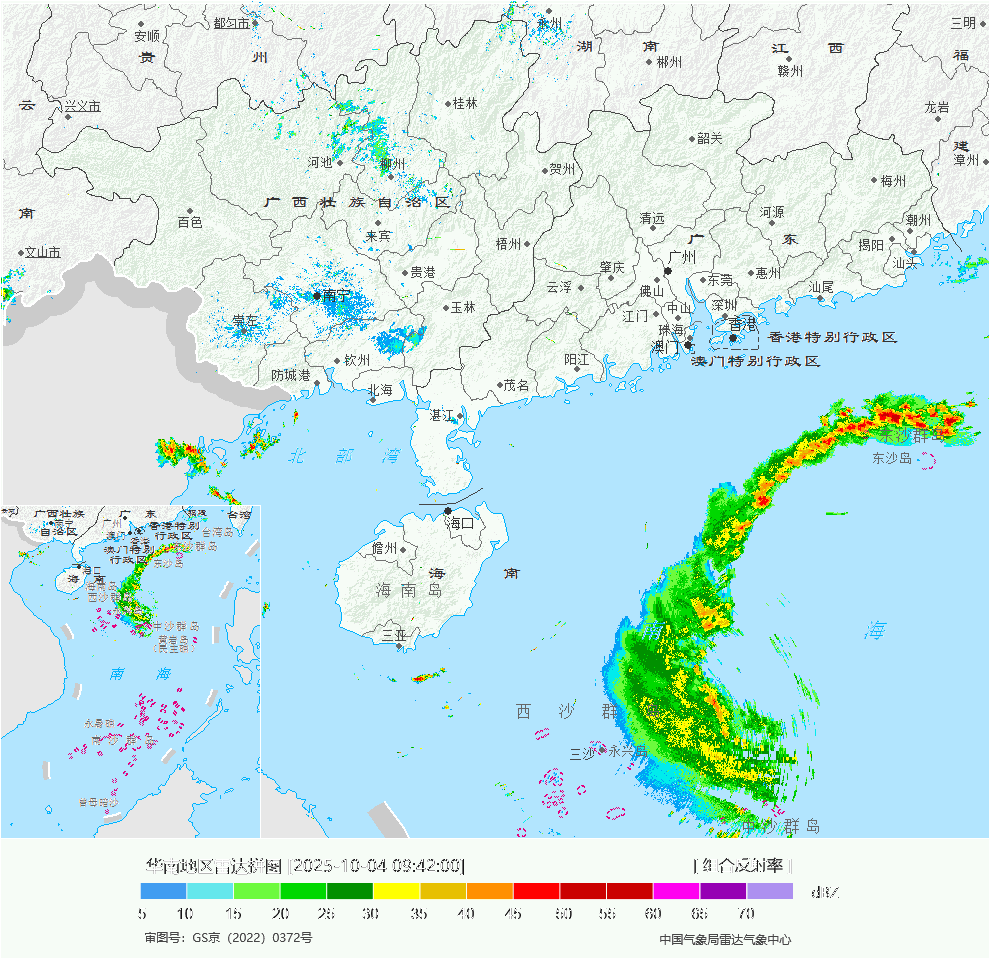 都匀市
永州
三明
安顺
湖 南
江 西
贵 州
郴州
赣州
福
云
兴义市
桂林
龙岩
韶关
建
河池
柳州
贺州
漳州
梅州
广 西 壮 族 自 治 区
南
百色
清远
河源
潮州
来宾
梧州
广 东
揭阳
文山市
广州
汕头
贵港
肇庆
东莞
惠州
云浮
佛山
汕尾
南宁
玉林
中山
深圳
崇左
江门
珠海
香港
香港特别行政区
澳门
澳门特别行政区
钦州
阳江
防城港
茂名
北海
湛江
东沙群岛
北 部 湾
东沙岛
海口
儋州
海 南
海 南 岛
三亚
海
西 沙 群
三沙
永兴岛
中沙群岛
广西壮族
自治区
南宁
广 东
广州
福建
台湾
香港特别
行政区
澳门特别
行政区
台湾岛
东沙岛
海口
海 南
中沙群岛
黄岩岛
南 海
南 沙 群 岛
曾母暗沙
华南地区雷达拼图 [2025-10-04 09:42:00]
[ 组合反射率 ]
5 10 15 20 25 30 35 40 45 50 55 60 65 70 dBZ
审图号：GS京（2022）0372号
中国气象局雷达气象中心